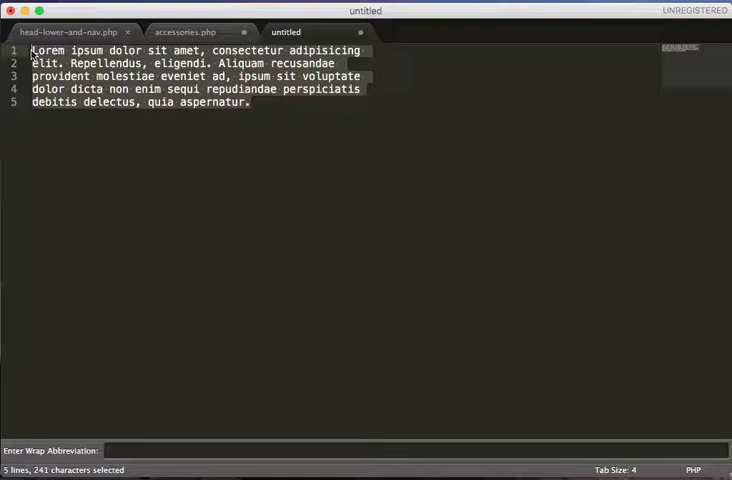 untitled
UNREGISTERED
head-lower-and-nav.php ×
accessories.php
untitled
1 Lorem ipsum dolor sit amet, consectetur adipisicing
2 elit. Repellendus, eligendi. Aliquam recusandae
3 provident molestiae eveniet ad, ipsum sit voluptate
4 dolor dicta non enim sequi repudiandae perspiciatis
5 debitis delectus, quia aspernatur.
Enter Wrap Abbreviation:
5 lines, 241 characters selected
Tab Size: 4
PHP